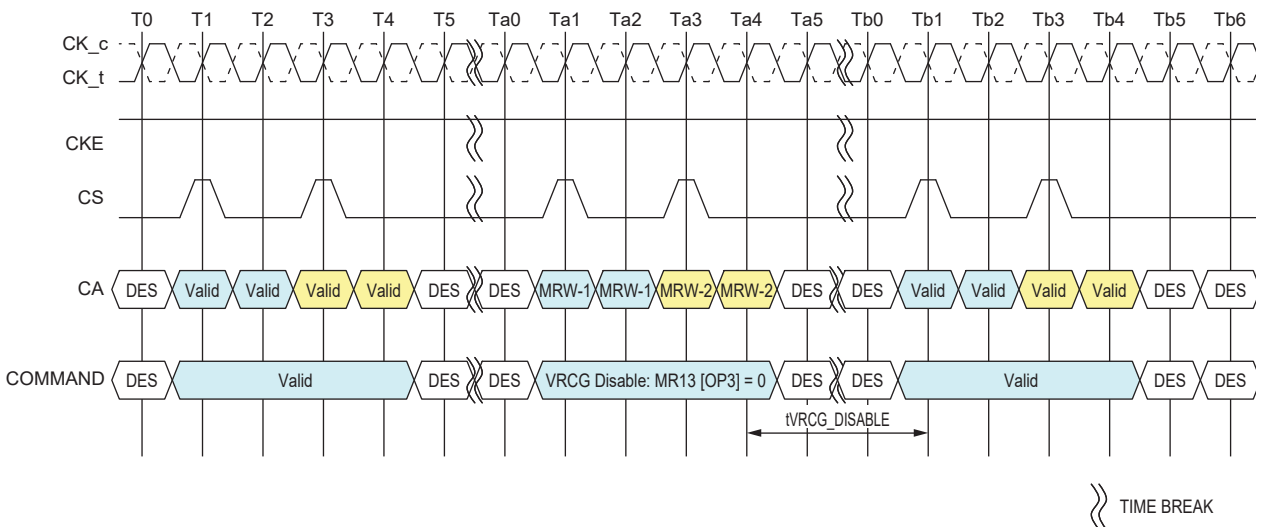 T0 T1 T2 T3 T4 T5 Ta0 Ta1 Ta2 Ta3 Ta4 Ta5 Tb0 Tb1 Tb2 Tb3 Tb4 Tb5 Tb6
CK_c
CK_t
CKE
CS
CA DES Valid Valid Valid Valid DES DES MRW-1 MRW-1 MRW-2 MRW-2 DES DES Valid Valid Valid Valid DES DES
COMMAND DES Valid DES DES VRCG Disable: MR13 [OP3] = 0 DES DES Valid DES DES
tVRCG_DISABLE
TIME BREAK